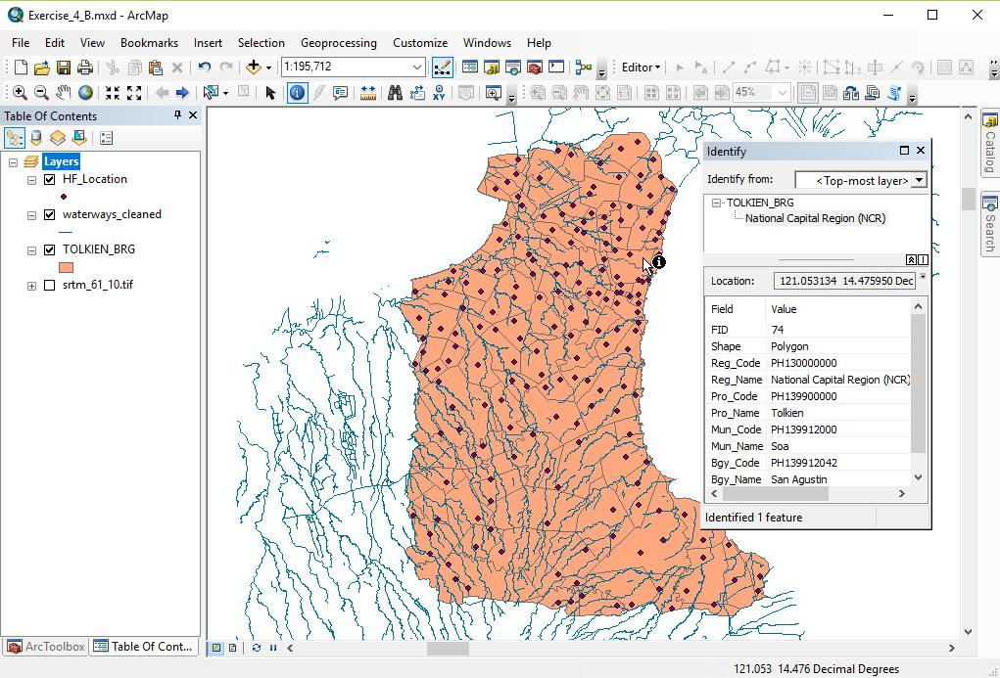 Exercise_4_B.mxd - ArcMap
File Edit View Bookmarks Insert Selection Geoprocessing Customize Windows Help
1:195,712
Editor
45%
Table Of Contents
Layers
HF_Location
waterways_cleaned
TOLKIEN_BRG
srtm_61_10.tif
ArcToolbox
Table Of Cont...
Identify
Identify from: <Top-most layer>
TOLKIEN_BRG
National Capital Region (NCR)
Location: 121.053134 14.475950 Dec
Field Value
FID 74
Shape Polygon
Reg_Code PH130000000
Reg_Name National Capital Region (NCR)
Pro_Code PH139900000
Pro_Name Tolkien
Mun_Code PH139912000
Mun_Name Soa
Bgy_Code PH139912042
Bgy_Name San Agustin
Identified 1 feature
Catalog
Search
121.053 14.476 Decimal Degrees